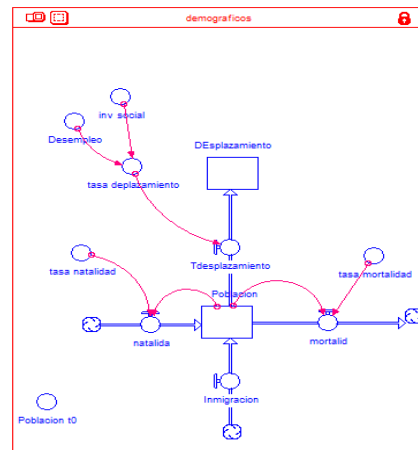 demograficos
inv social
Desempleo
DEsplazamiento
tasa deplazamiento
Tdesplazamiento
tasa natalidad
tasa mortalidad
Poblacion
natalida
mortalid
Inmigracion
Poblacion t0